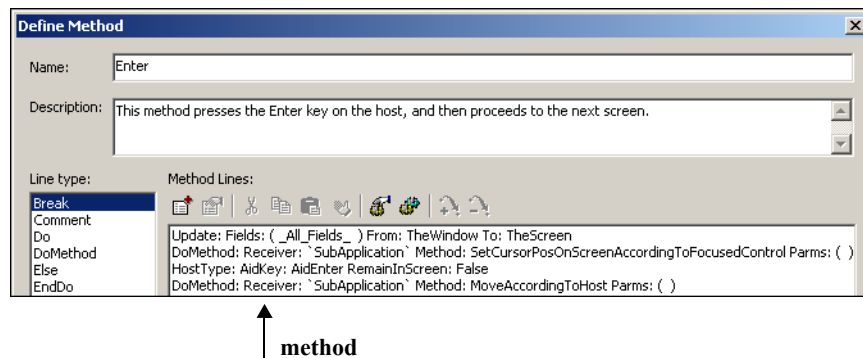 Define Method
Name: Enter
Description: This method presses the Enter key on the host, and then proceeds to the next screen.
Line type: Method Lines:
Break
Comment
Do
DoMethod
Else
EndDo
Update: Fields: ( _All_Fields_ ) From: TheWindow To: TheScreen
DoMethod: Receiver: `SubApplication` Method: SetCursorPosOnScreenAccordingToFocusedControl Parms: ( )
HostType: AidKey: AidEnter RemainInScreen: False
DoMethod: Receiver: `SubApplication` Method: MoveAccordingToHost Parms: ( )
method